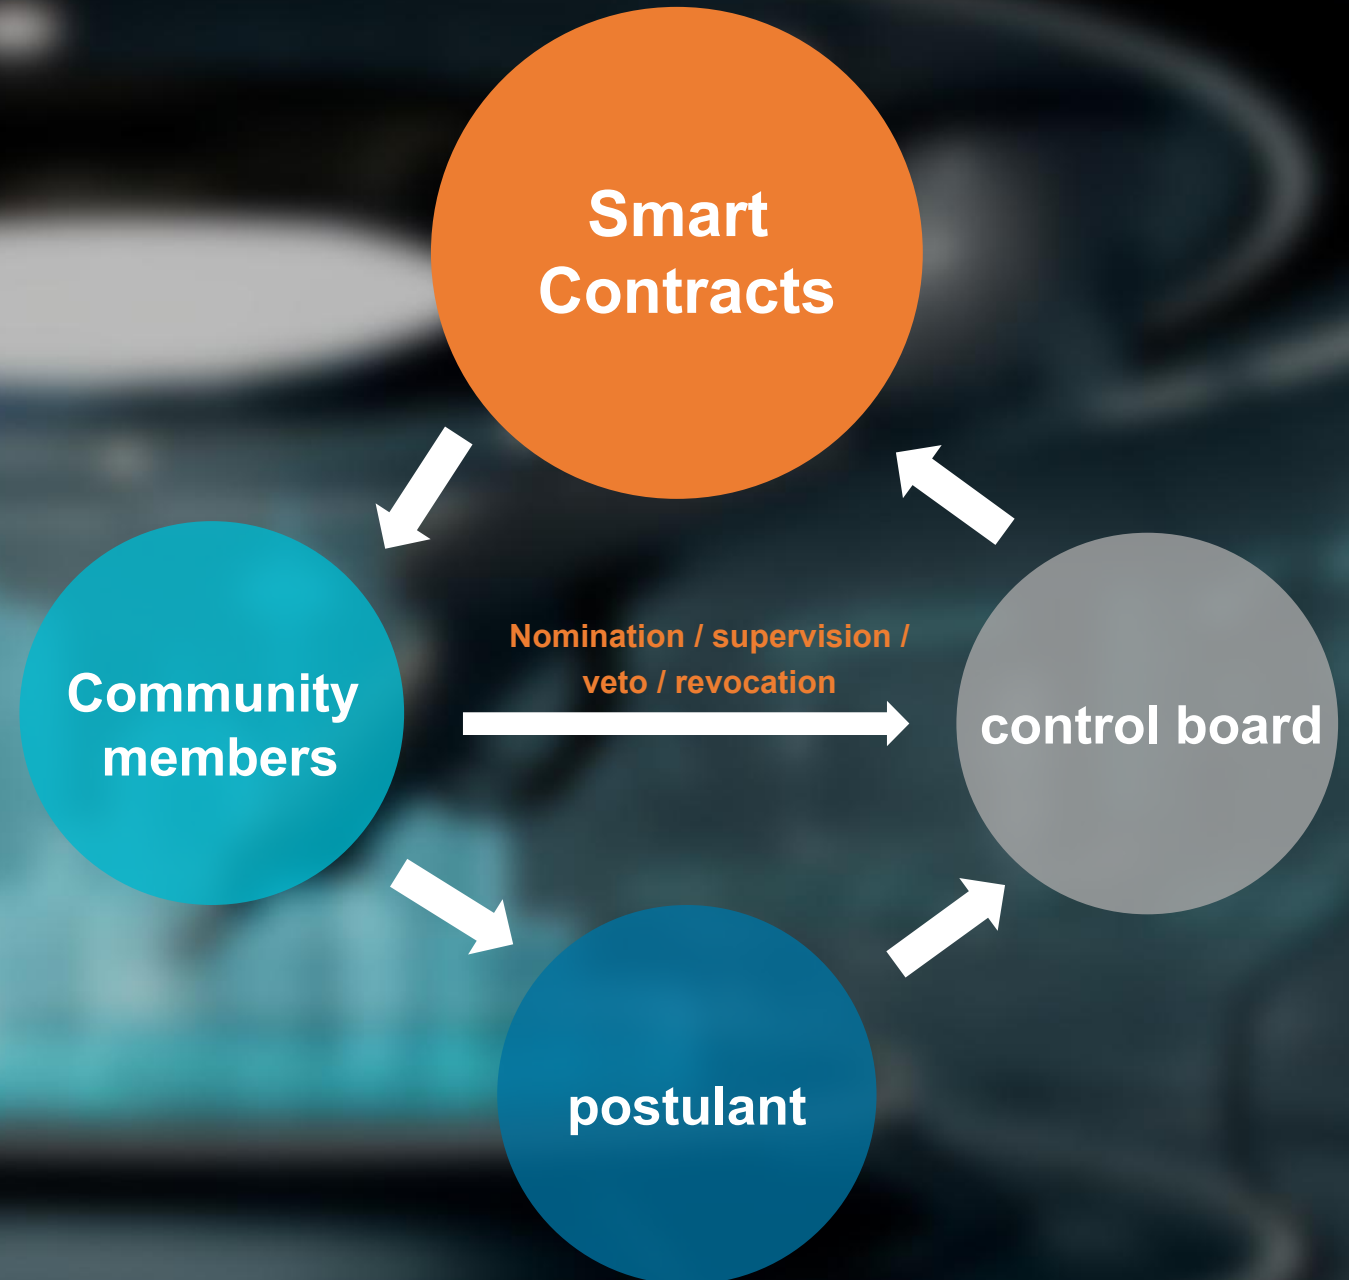 Smart
Contracts
Nomination / supervision /
veto / revocation
Community
members
control board
postulant